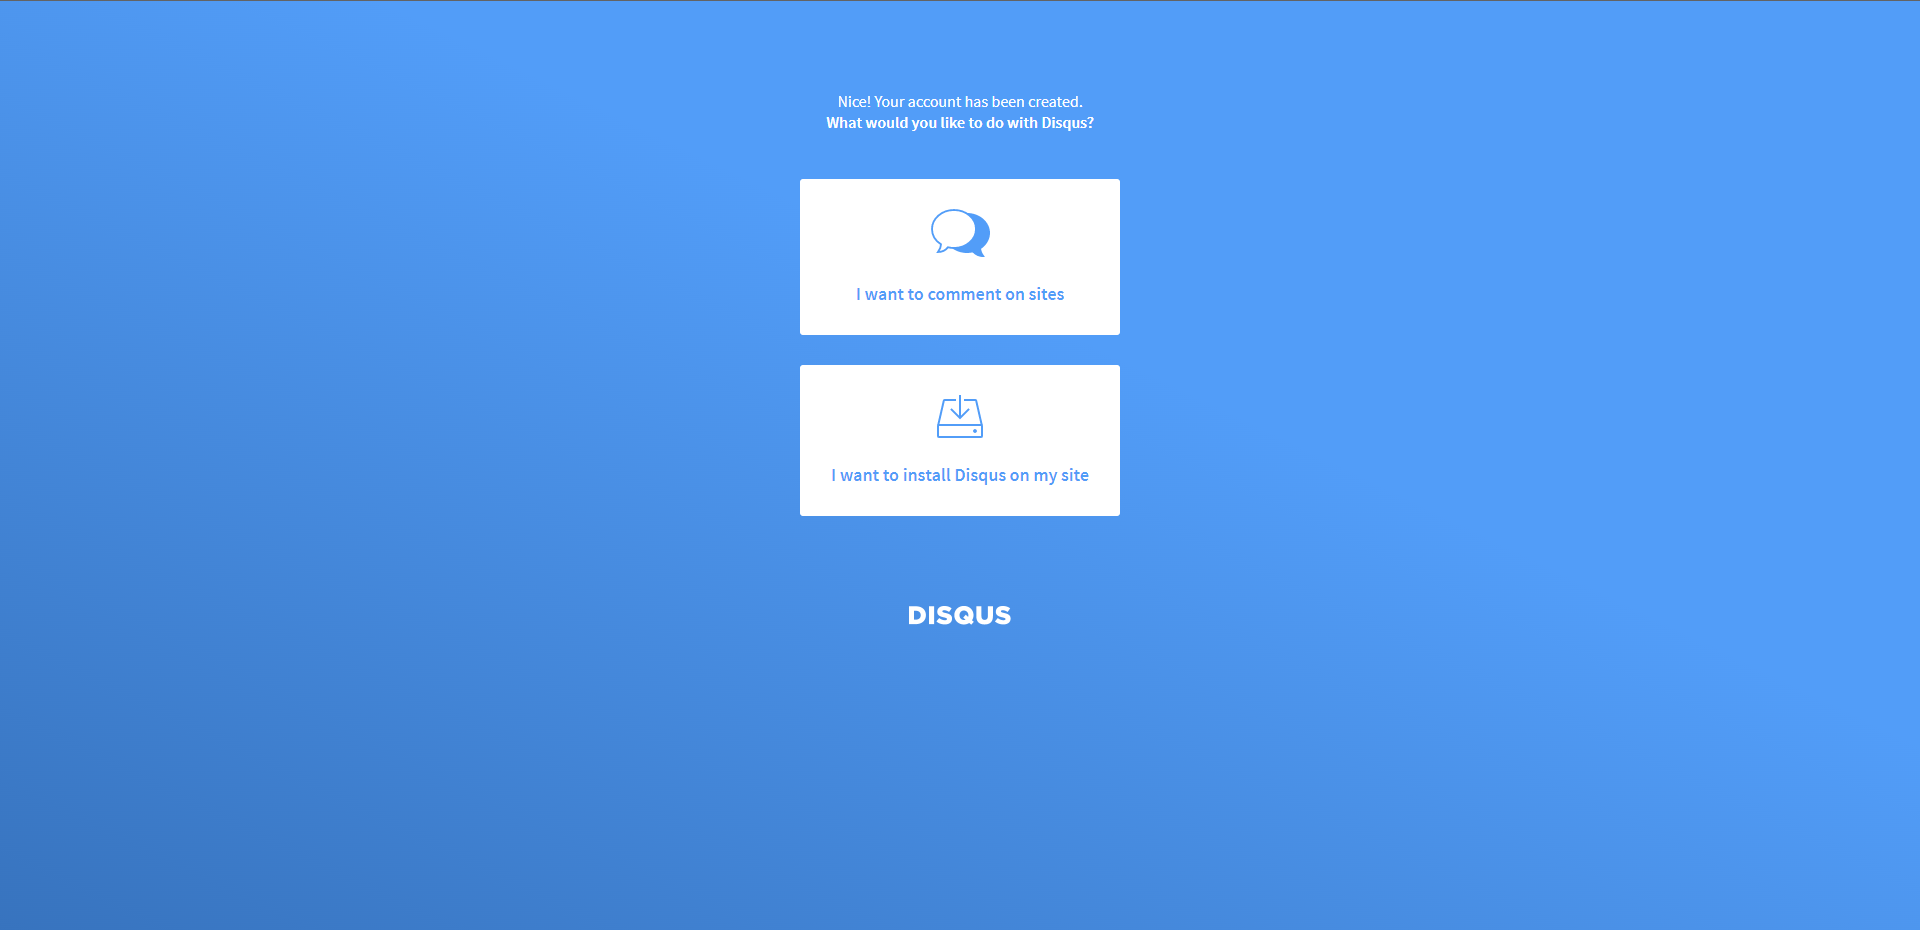 Nice! Your account has been created.
What would you like to do with Disqus?
I want to comment on sites
I want to install Disqus on my site
DISQUS